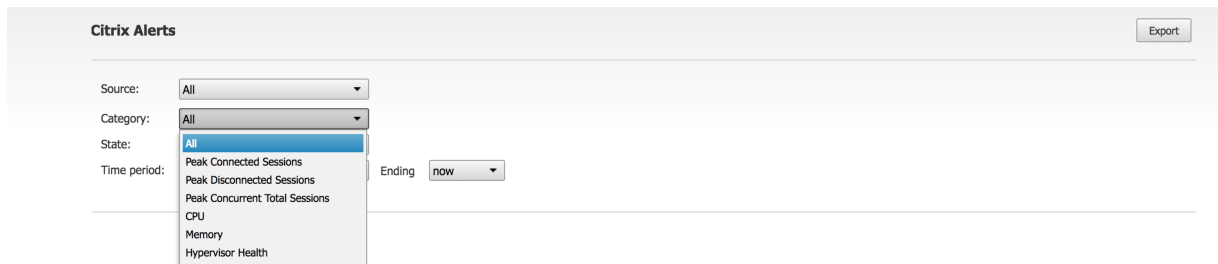 Citrix Alerts
Export
Source: All
Category: All
State: All
Time period: Peak Connected Sessions
Peak Disconnected Sessions Ending now
Peak Concurrent Total Sessions
CPU
Memory
Hypervisor Health